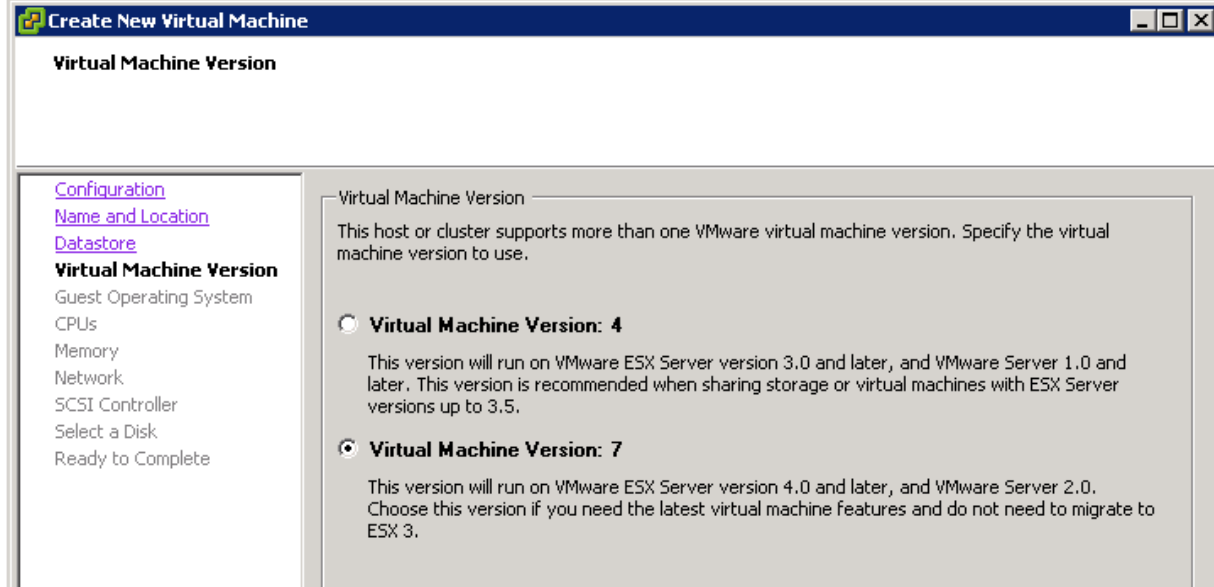 Create New Virtual Machine
Virtual Machine Version
Configuration
Name and Location
Datastore
Virtual Machine Version
Guest Operating System
CPUs
Memory
Network
SCSI Controller
Select a Disk
Ready to Complete
Virtual Machine Version
This host or cluster supports more than one VMware virtual machine version. Specify the virtual
machine version to use.
Virtual Machine Version: 4
This version will run on VMware ESX Server version 3.0 and later, and VMware Server 1.0 and
later. This version is recommended when sharing storage or virtual machines with ESX Server
versions up to 3.5.
Virtual Machine Version: 7
This version will run on VMware ESX Server version 4.0 and later, and VMware Server 2.0.
Choose this version if you need the latest virtual machine features and do not need to migrate to
ESX 3.